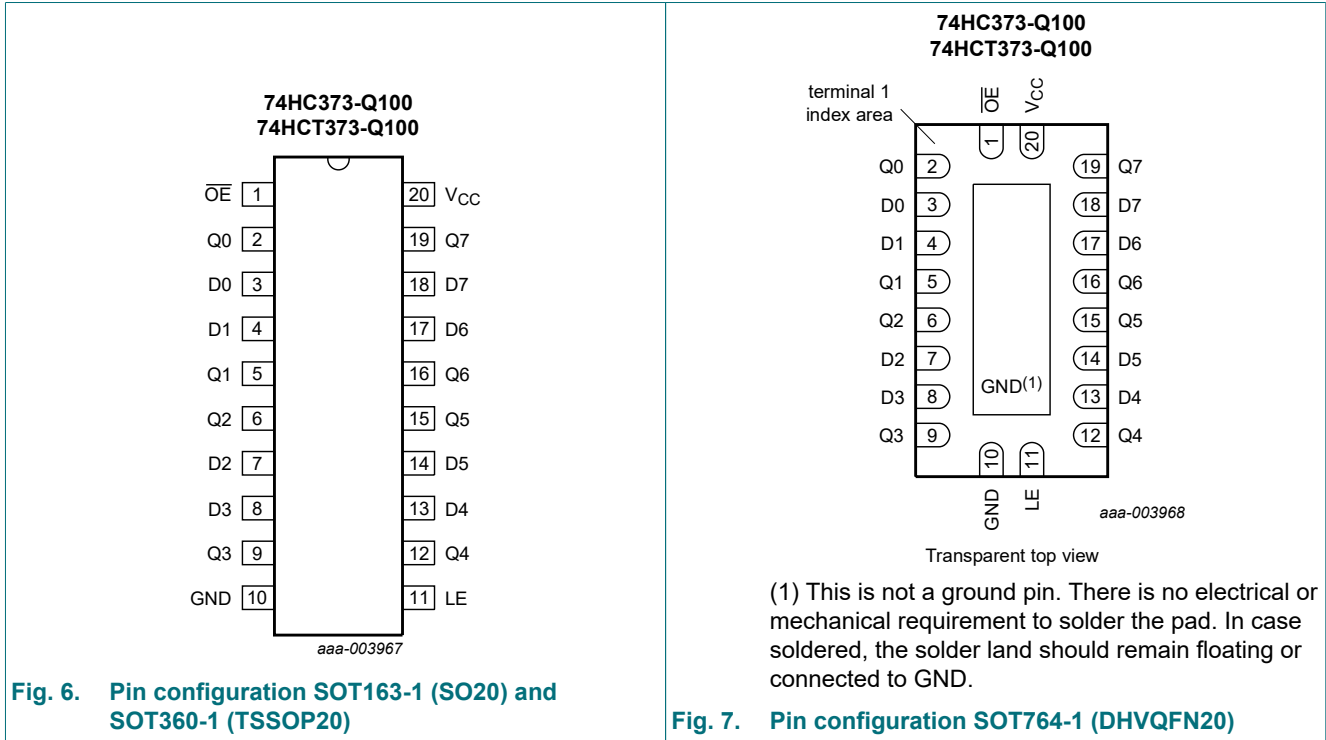 74HC373-Q100
74HCT373-Q100
OE 1
20 VCC
Q0 2
19 Q7
D0 3
18 D7
D1 4
17 D6
Q1 5
16 Q6
Q2 6
15 Q5
D2 7
14 D5
D3 8
13 D4
Q3 9
12 Q4
GND 10
11 LE
aaa-003967
Fig. 6. Pin configuration SOT163-1 (SO20) and
SOT360-1 (TSSOP20)
74HC373-Q100
74HCT373-Q100
terminal 1
index area
OE
VCC
1
20
Q0 2
19 Q7
D0 3
18 D7
D1 4
17 D6
Q1 5
16 Q6
Q2 6
15 Q5
D2 7
14 D5
D3 8
GND(1)
13 D4
Q3 9
12 Q4
10
11
GND
LE
aaa-003968
Transparent top view
(1) This is not a ground pin. There is no electrical or
mechanical requirement to solder the pad. In case
soldered, the solder land should remain floating or
connected to GND.
Fig. 7. Pin configuration SOT764-1 (DHVQFN20)